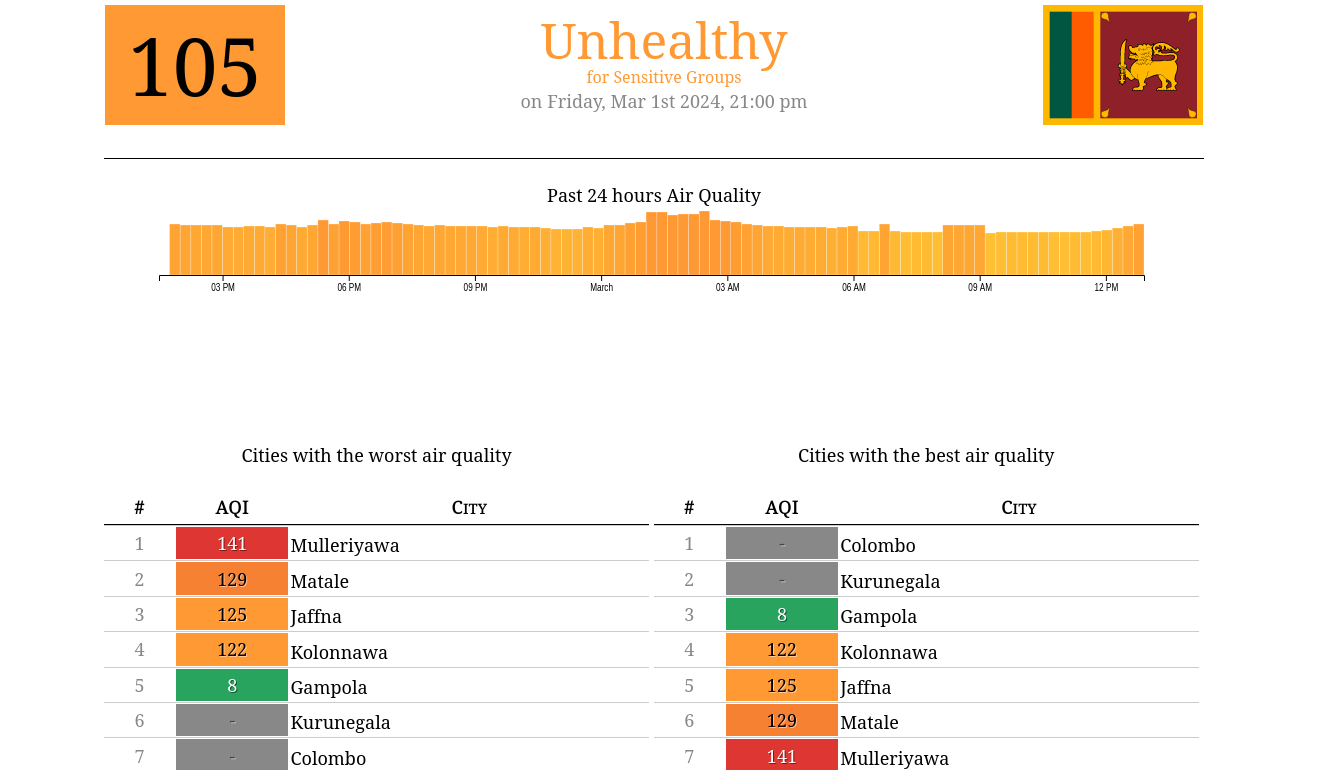 105
Unhealthy
for Sensitive Groups
on Friday, Mar 1st 2024, 21:00 pm
Past 24 hours Air Quality
03 PM 06 PM 09 PM March 03 AM 06 AM 09 AM 12 PM
Cities with the worst air quality
# AQI City
1 141 Mulleriyawa
2 129 Matale
3 125 Jaffna
4 122 Kolonnawa
5 8 Gampola
6 - Kurunegala
7 - Colombo
Cities with the best air quality
# AQI City
1 - Colombo
2 - Kurunegala
3 8 Gampola
4 122 Kolonnawa
5 125 Jaffna
6 129 Matale
7 141 Mulleriyawa